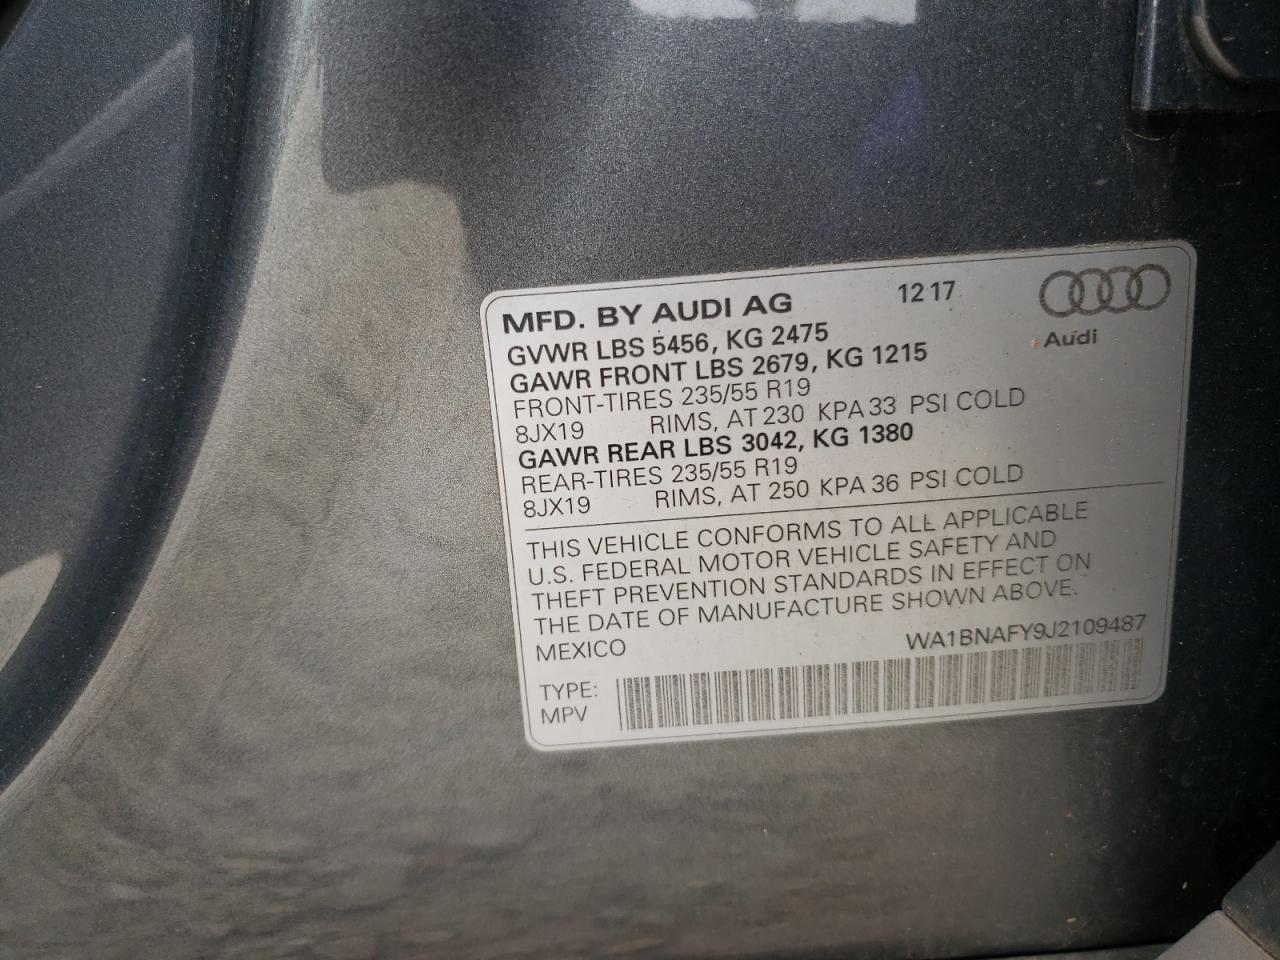 MFD. BY AUDI AG 12 17
Audi
GVWR LBS 5456, KG 2475
GAWR FRONT LBS 2679, KG 1215
FRONT-TIRES 235/55 R19
8JX19 RIMS, AT 230 KPA 33 PSI COLD
GAWR REAR LBS 3042, KG 1380
REAR-TIRES 235/55 R19
8JX19 RIMS, AT 250 KPA 36 PSI COLD
THIS VEHICLE CONFORMS TO ALL APPLICABLE
U.S. FEDERAL MOTOR VEHICLE SAFETY AND
THEFT PREVENTION STANDARDS IN EFFECT ON
THE DATE OF MANUFACTURE SHOWN ABOVE.
MEXICO WA1BNAFY9J2109487
TYPE:
MPV